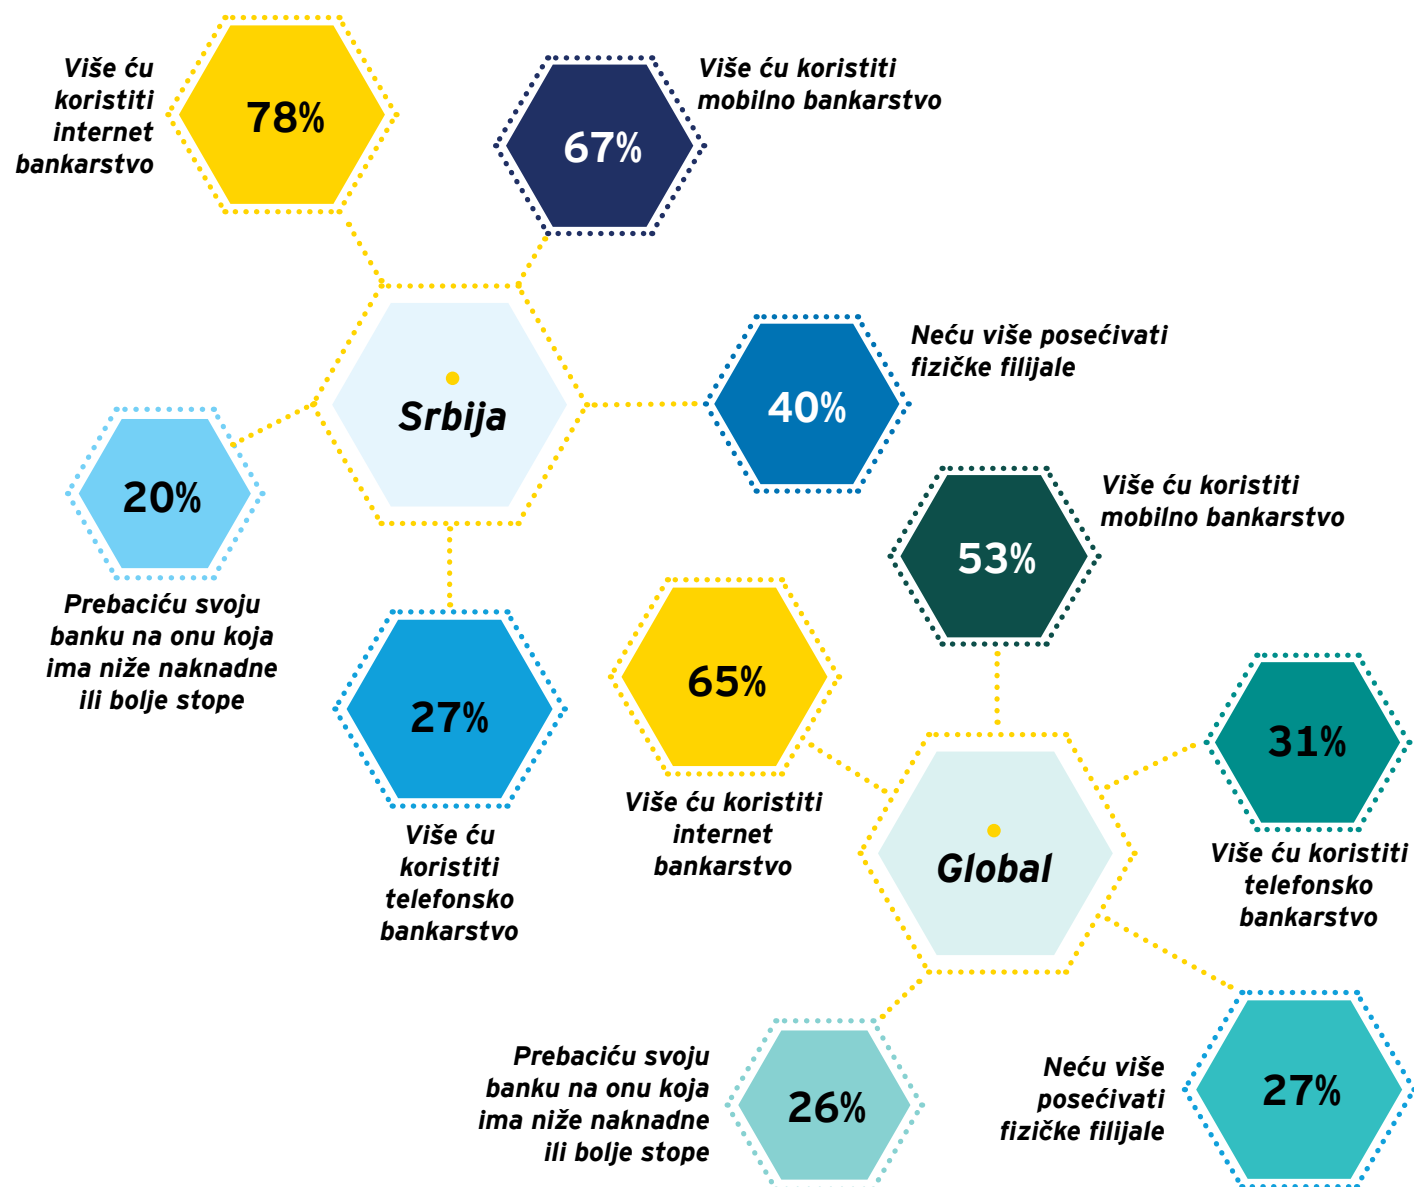 Više ću
koristiti
internet
bankarstvo
78%
67%
Više ću koristiti
mobilno bankarstvo
Srbija
40%
Neću više posećivati
fizičke filijale
20%
Prebaciću svoju
banku na onu koja
ima niže naknadne
ili bolje stope
27%
Više ću
koristiti
telefonsko
bankarstvo
53%
Više ću koristiti
mobilno bankarstvo
65%
Više ću koristiti
internet
bankarstvo
Global
31%
Više ću koristiti
telefonsko
bankarstvo
Prebaciću svoju
banku na onu koja
ima niže naknadne
ili bolje stope
26%
Neću više
posećivati
fizičke filijale
27%